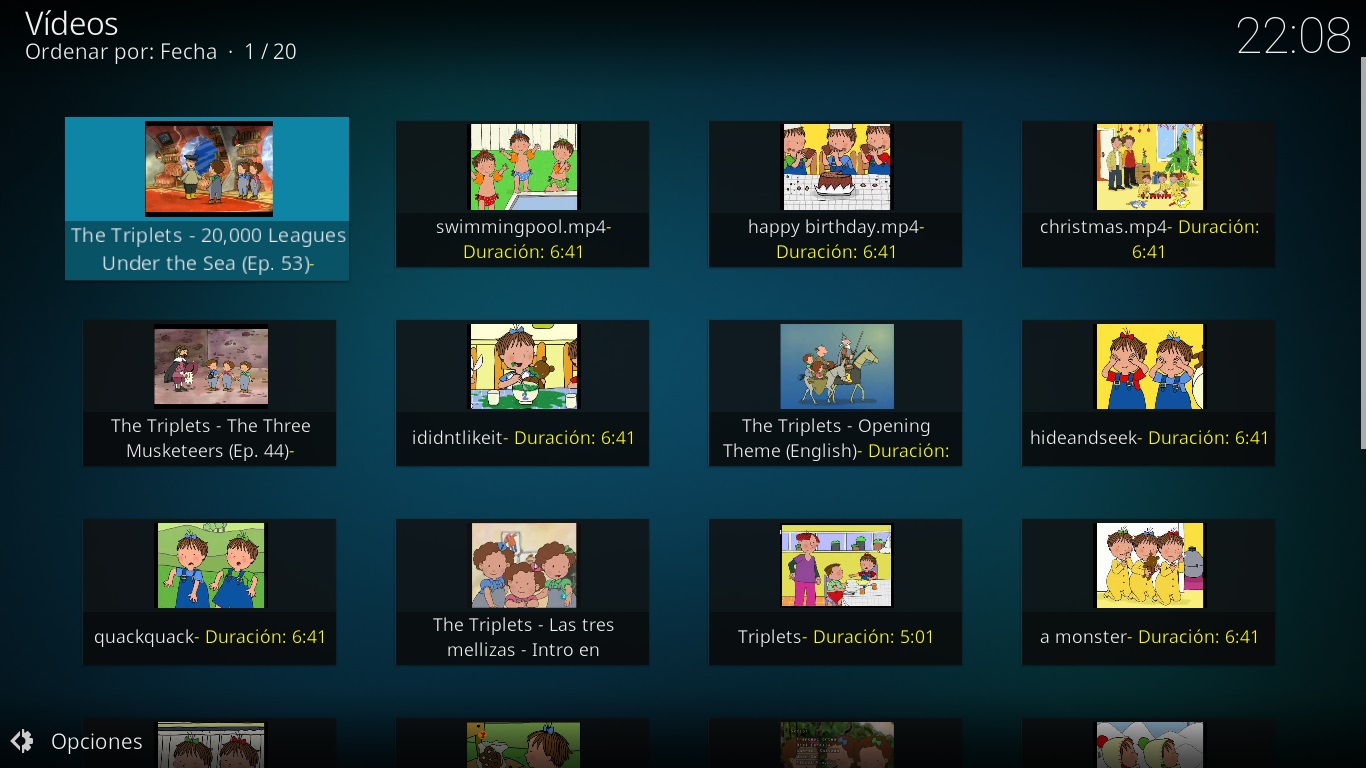 Vídeos
22:08
Ordenar por: Fecha · 1 / 20
The Triplets - 20,000 Leagues
Under the Sea (Ep. 53)-
swimmingpool.mp4-
Duración: 6:41
happy birthday.mp4-
Duración: 6:41
christmas.mp4- Duración:
6:41
The Triplets - The Three
Musketeers (Ep. 44)-
ididntlikeit- Duración: 6:41
The Triplets - Opening
Theme (English)- Duración:
hideandseek- Duración: 6:41
quackquack- Duración: 6:41
The Triplets - Las tres
mellizas - Intro en
Triplets- Duración: 5:01
a monster- Duración: 6:41
Opciones